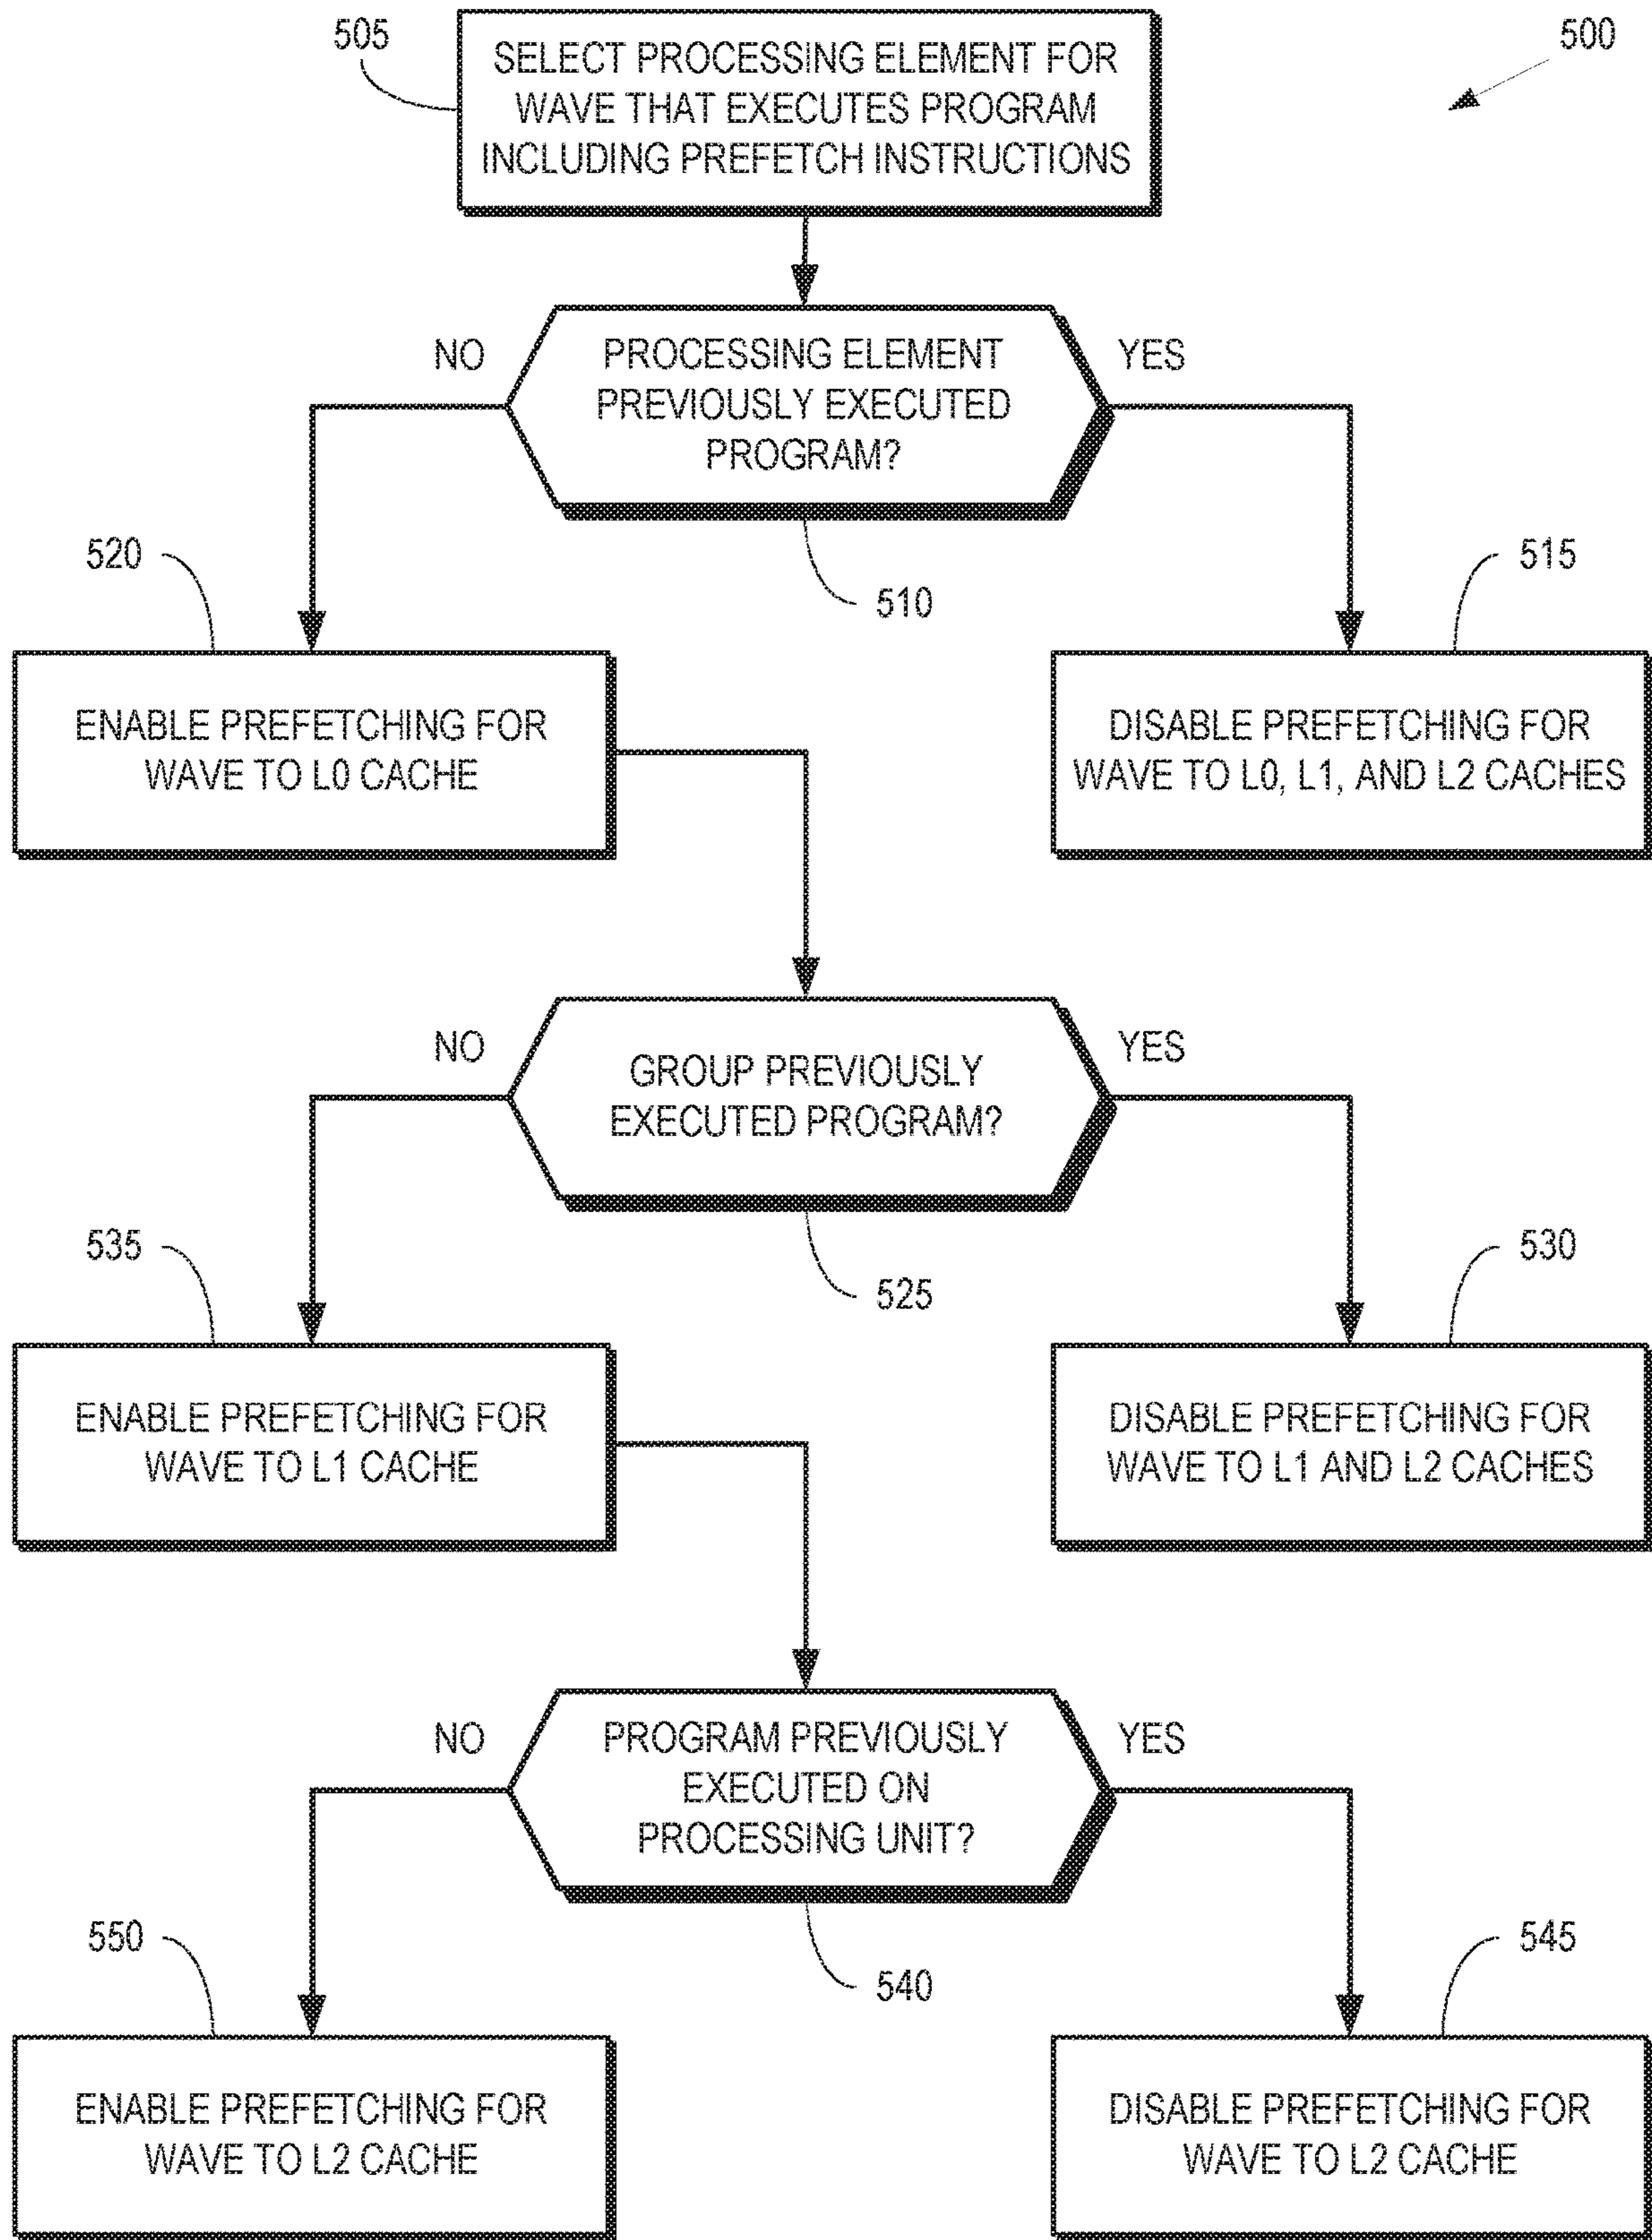 505
500
SELECT PROCESSING ELEMENT FOR
WAVE THAT EXECUTES PROGRAM
INCLUDING PREFETCH INSTRUCTIONS
NO
PROCESSING ELEMENT
PREVIOUSLY EXECUTED
PROGRAM?
YES
520
510
515
ENABLE PREFETCHING FOR
WAVE TO L0 CACHE
DISABLE PREFETCHING FOR
WAVE TO L0, L1, AND L2 CACHES
NO
GROUP PREVIOUSLY
EXECUTED PROGRAM?
YES
535
525
530
ENABLE PREFETCHING FOR
WAVE TO L1 CACHE
DISABLE PREFETCHING FOR
WAVE TO L1 AND L2 CACHES
NO
PROGRAM PREVIOUSLY
EXECUTED ON
PROCESSING UNIT?
YES
550
540
545
ENABLE PREFETCHING FOR
WAVE TO L2 CACHE
DISABLE PREFETCHING FOR
WAVE TO L2 CACHE